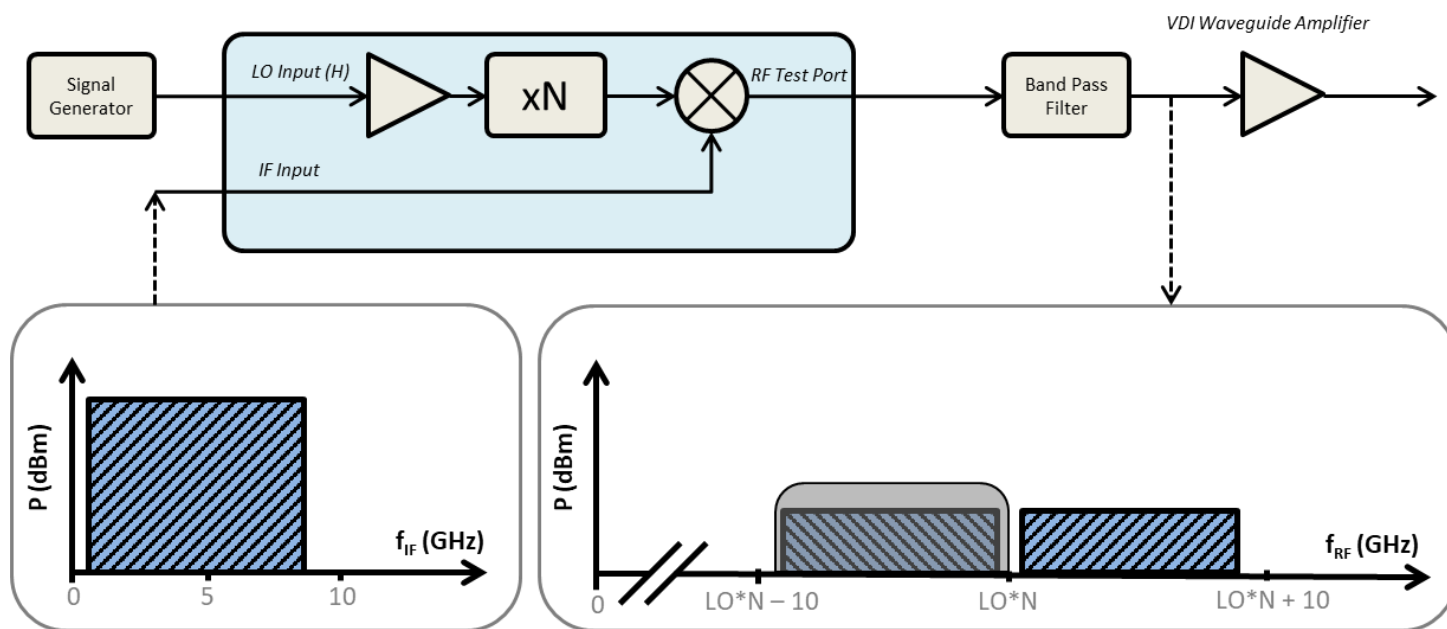 VDI Waveguide Amplifier
Signal
Generator
LO Input (H)
xN
RF Test Port
Band Pass
Filter
IF Input
P (dBm)
f_IF (GHz)
0
5
10
P (dBm)
f_RF (GHz)
0
LO*N – 10
LO*N
LO*N + 10